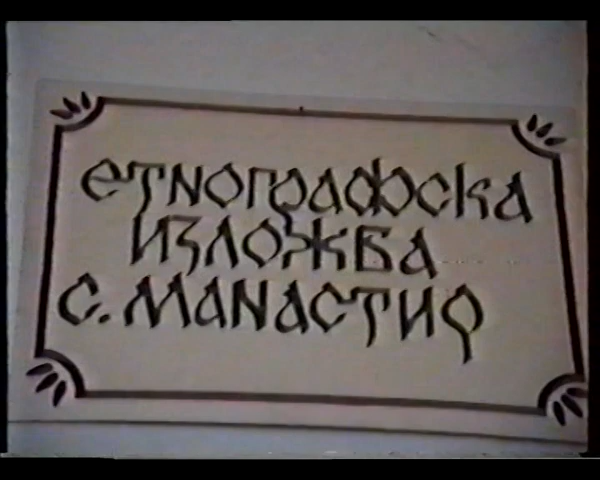 етнографска
изложба
с. манастир